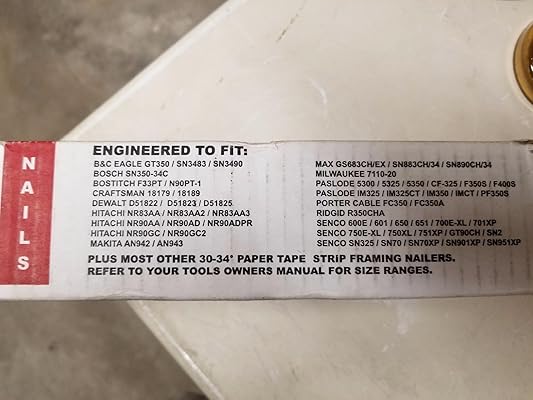 NAILS
ENGINEERED TO FIT:
B&C EAGLE GT350 / SN3483 / SN3490
BOSCH SN350-34C
BOSTITCH F33PT / N90PT-1
CRAFTSMAN 18179 / 18189
DEWALT D51822 / D51823 / D51825
HITACHI NR83AA / NR83AA2 / NR83AA3
HITACHI NR90AA / NR90AD / NR90ADPR
HITACHI NR90GC / NR90GC2
MAKITA AN942 / AN943
MAX GS683CH/EX / SN883CH/34 / SN890CH/34
MILWAUKEE 7110-20
PASLODE 5300 / 5325 / 5350 / CF-325 / F350S / F400S
PASLODE IM325 / IM325CT / IM350 / IMCT / PF350S
PORTER CABLE FC350 / FC350A
RIDGID R350CHA
SENCO 600E / 601 / 650 / 651 / 700E-XL / 701XP
SENCO 750E-XL / 750XL / 751XP / GT90CH / SN2
SENCO SN325 / SN70 / SN70XP / SN901XP / SN951XP
PLUS MOST OTHER 30-34° PAPER TAPE STRIP FRAMING NAILERS.
REFER TO YOUR TOOLS OWNERS MANUAL FOR SIZE RANGES.